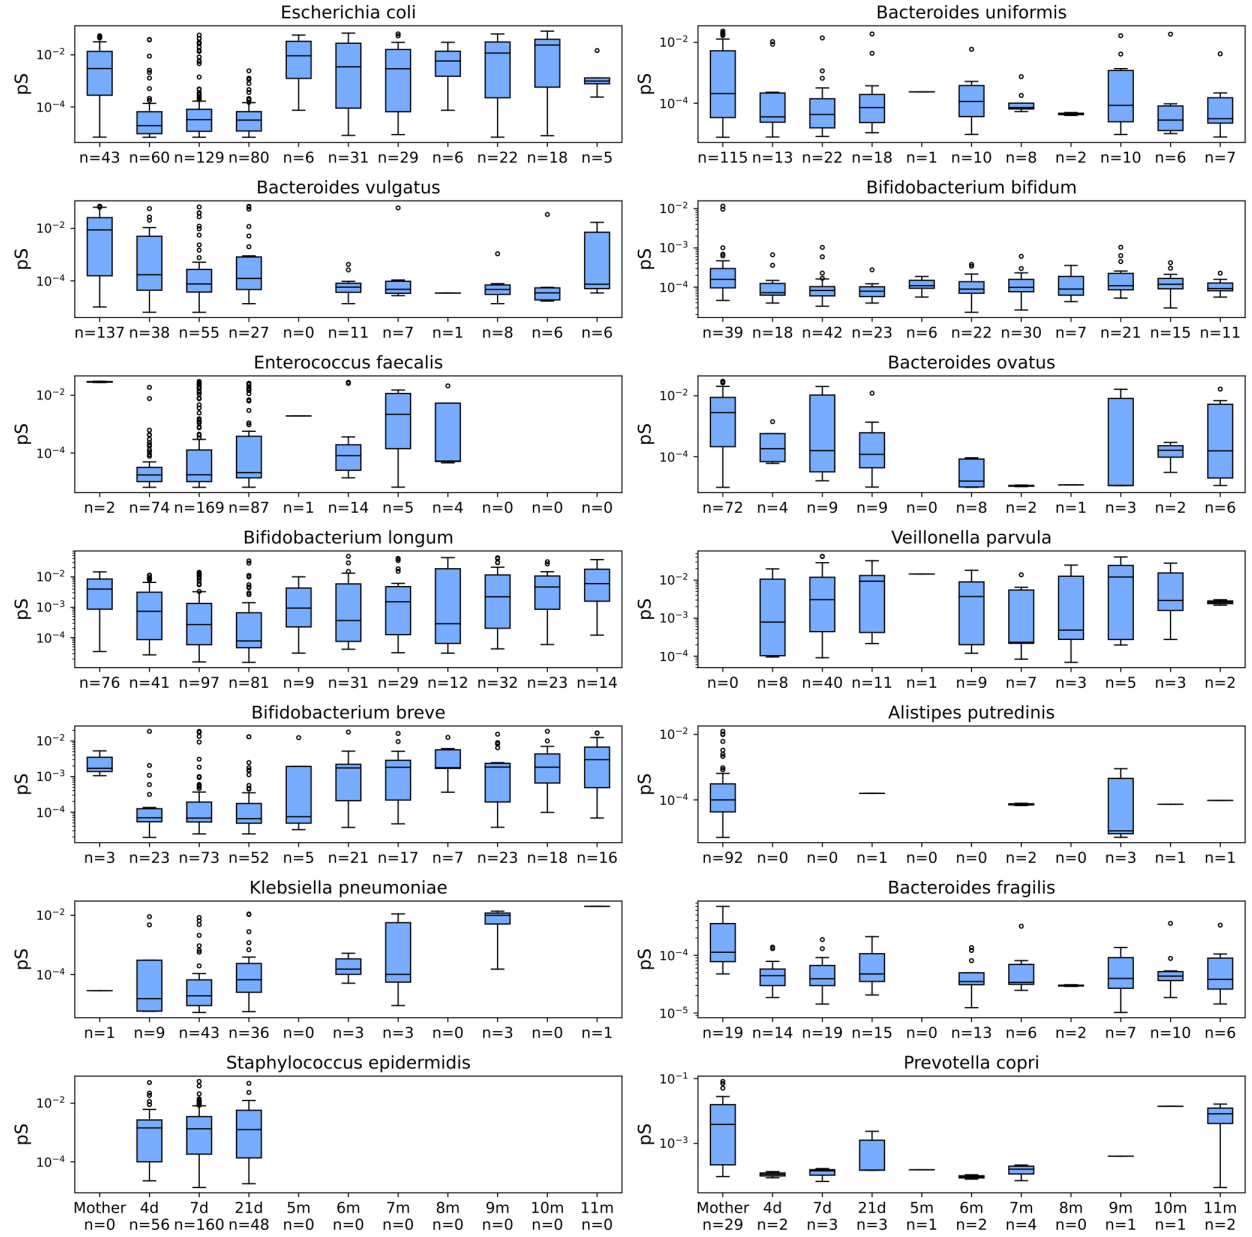 Escherichia coli
pS
10⁻²
10⁻⁴
n=43 n=60 n=129 n=80 n=6 n=31 n=29 n=6 n=22 n=18 n=5
Bacteroides uniformis
pS
10⁻²
10⁻⁴
n=115 n=13 n=22 n=18 n=1 n=10 n=8 n=2 n=10 n=6 n=7
Bacteroides vulgatus
pS
10⁻²
10⁻⁴
n=137 n=38 n=55 n=27 n=0 n=11 n=7 n=1 n=8 n=6 n=6
Bifidobacterium bifidum
pS
10⁻²
10⁻³
10⁻⁴
n=39 n=18 n=42 n=23 n=6 n=22 n=30 n=7 n=21 n=15 n=11
Enterococcus faecalis
pS
10⁻²
10⁻⁴
n=2 n=74 n=169 n=87 n=1 n=14 n=5 n=4 n=0 n=0 n=0
Bacteroides ovatus
pS
10⁻²
10⁻⁴
n=72 n=4 n=9 n=9 n=0 n=8 n=2 n=1 n=3 n=2 n=6
Bifidobacterium longum
pS
10⁻²
10⁻³
10⁻⁴
n=76 n=41 n=97 n=81 n=9 n=31 n=29 n=12 n=32 n=23 n=14
Veillonella parvula
pS
10⁻²
10⁻³
10⁻⁴
n=0 n=8 n=40 n=11 n=1 n=9 n=7 n=3 n=5 n=3 n=2
Bifidobacterium breve
pS
10⁻²
10⁻³
10⁻⁴
n=3 n=23 n=73 n=52 n=5 n=21 n=17 n=7 n=23 n=18 n=16
Alistipes putredinis
pS
10⁻²
10⁻⁴
n=92 n=0 n=0 n=1 n=0 n=0 n=2 n=0 n=3 n=1 n=1
Klebsiella pneumoniae
pS
10⁻²
10⁻⁴
n=1 n=9 n=43 n=36 n=0 n=3 n=3 n=0 n=3 n=0 n=1
Bacteroides fragilis
pS
10⁻⁴
10⁻⁵
n=19 n=14 n=19 n=15 n=0 n=13 n=6 n=2 n=7 n=10 n=6
Staphylococcus epidermidis
pS
10⁻²
10⁻⁴
Mother 4d 7d 21d 5m 6m 7m 8m 9m 10m 11m
n=0 n=56 n=160 n=48 n=0 n=0 n=0 n=0 n=0 n=0 n=0
Prevotella copri
pS
10⁻¹
10⁻³
Mother 4d 7d 21d 5m 6m 7m 8m 9m 10m 11m
n=29 n=2 n=3 n=3 n=1 n=2 n=4 n=0 n=1 n=1 n=2